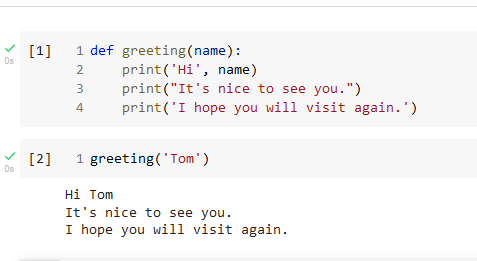 [1] 1 def greeting(name):
2 print('Hi', name)
3 print("It's nice to see you.")
4 print('I hope you will visit again.')
0s
[2] 1 greeting('Tom')
0s
Hi Tom
It's nice to see you.
I hope you will visit again.